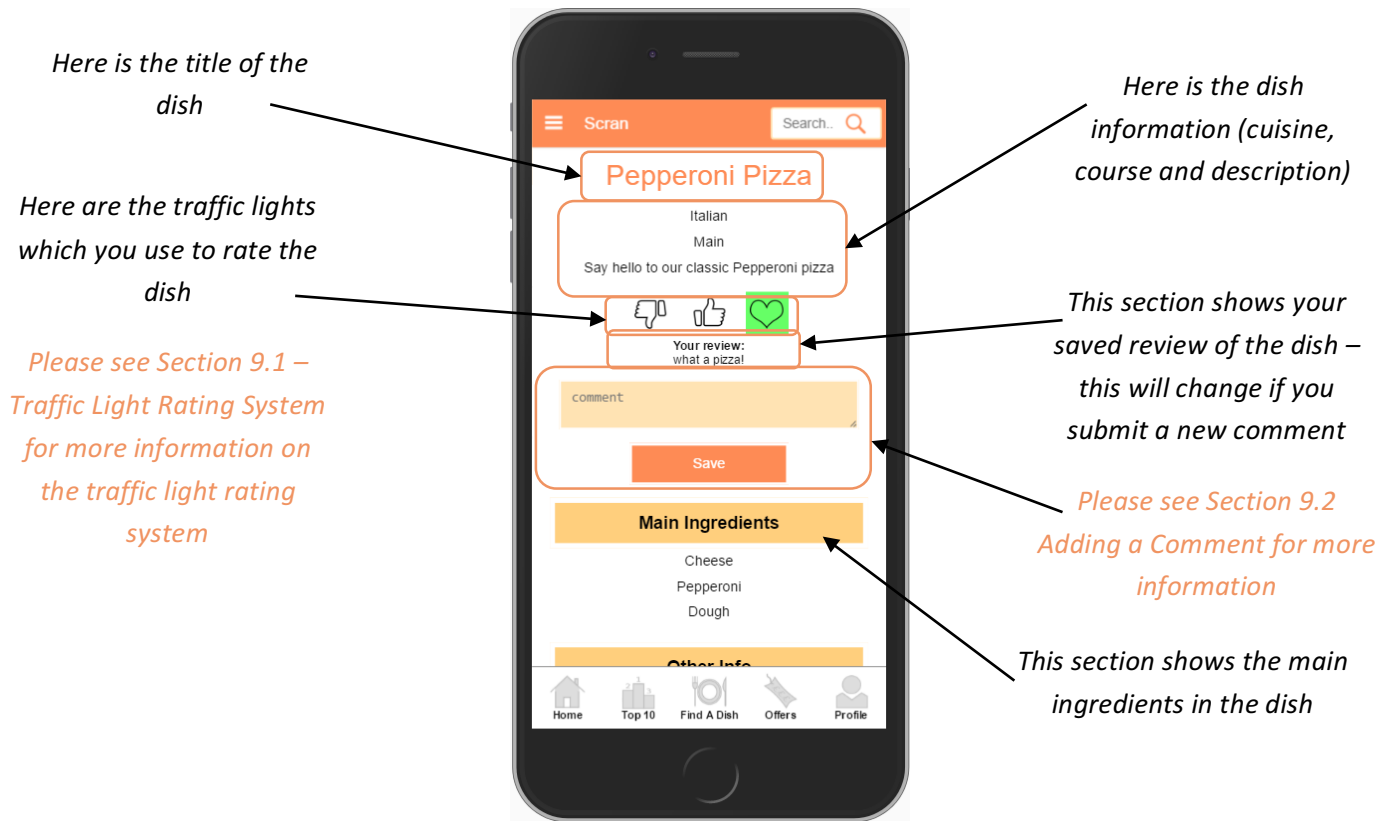 Here is the title of the
dish
Here are the traffic lights
which you use to rate the
dish
Please see Section 9.1 –
Traffic Light Rating System
for more information on
the traffic light rating
system
Scran
Search..
Pepperoni Pizza
Italian
Main
Say hello to our classic Pepperoni pizza
Your review:
what a pizza!
comment
Save
Main Ingredients
Cheese
Pepperoni
Dough
Other Info
2 1 3
Home
Top 10
Find A Dish
Offers
Profile
Here is the dish
information (cuisine,
course and description)
This section shows your
saved review of the dish –
this will change if you
submit a new comment
Please see Section 9.2
Adding a Comment for more
information
This section shows the main
ingredients in the dish